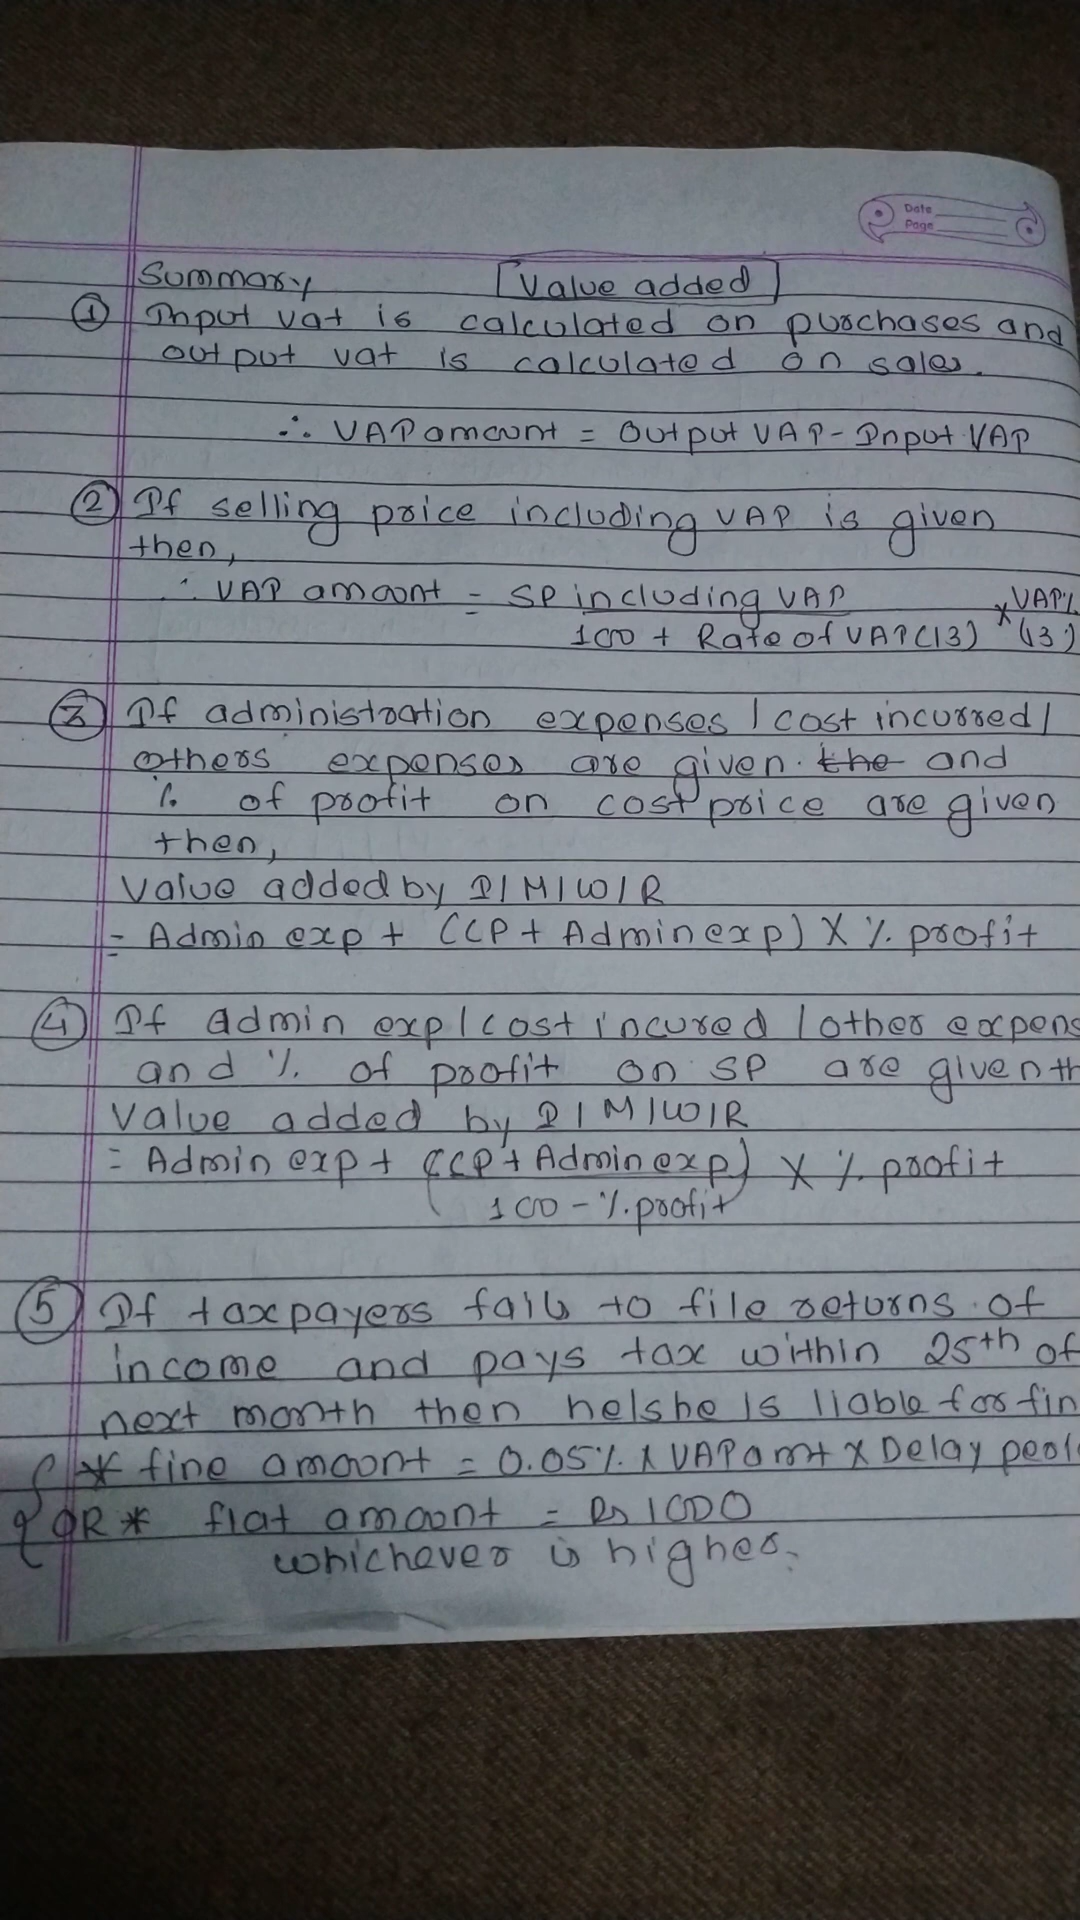 Date
Page
Summary [Value added]
① Input vat is calculated on purchases and
output vat is calculated on sales.
∴ VAT amount = Output VAT - Input VAT
② If selling price including VAT is given
then,
∴ VAT amount = SP including VAT / 100 + Rate of VAT (13) × VAT% (13)
③ If administration expenses / cost incurred /
others expenses are given. the and
% of profit on cost price are given
then,
Value added by I/M/W/R
= Admin exp + (CP + Admin exp) X % profit
④ If admin exp / cost incured / other expens
and % of profit on SP are given th
Value added by I/M/W/R
= Admin exp + ((CP + Admin exp) / 100 - % profit) X % profit
⑤ If taxpayers fails to file returns of
income and pays tax within 25th of
next month then he/she is liable for fin
* fine amount = 0.05% x VAT amt x Delay
OR * flat amount = Rs 1000
whichever is higher.